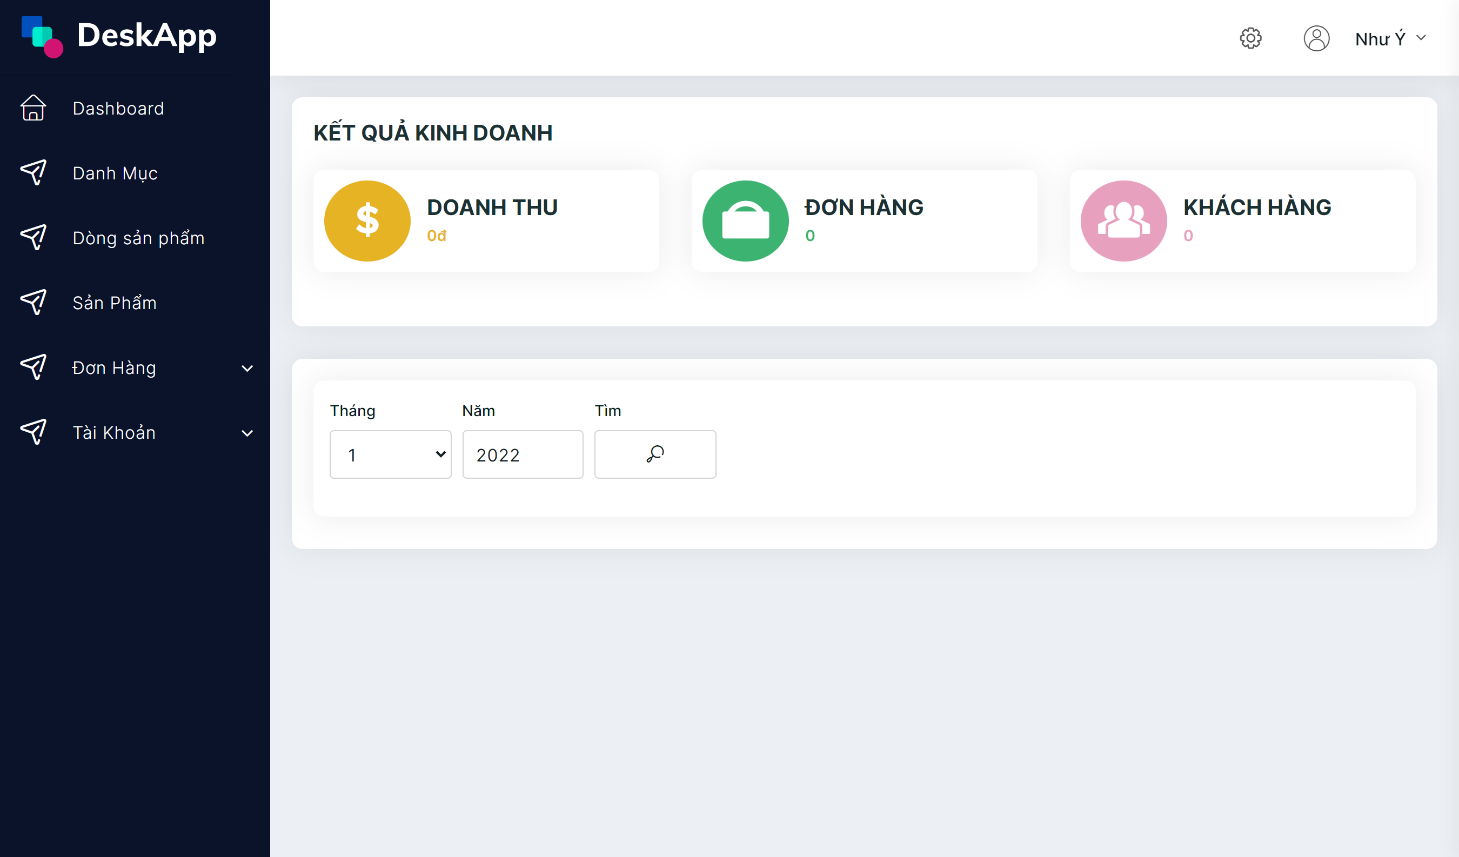 DeskApp
Như Ý
Dashboard
Danh Mục
Dòng sản phẩm
Sản Phẩm
Đơn Hàng
Tài Khoản
KẾT QUẢ KINH DOANH
DOANH THU
0đ
ĐƠN HÀNG
0
KHÁCH HÀNG
0
Tháng Năm Tìm
1 2022